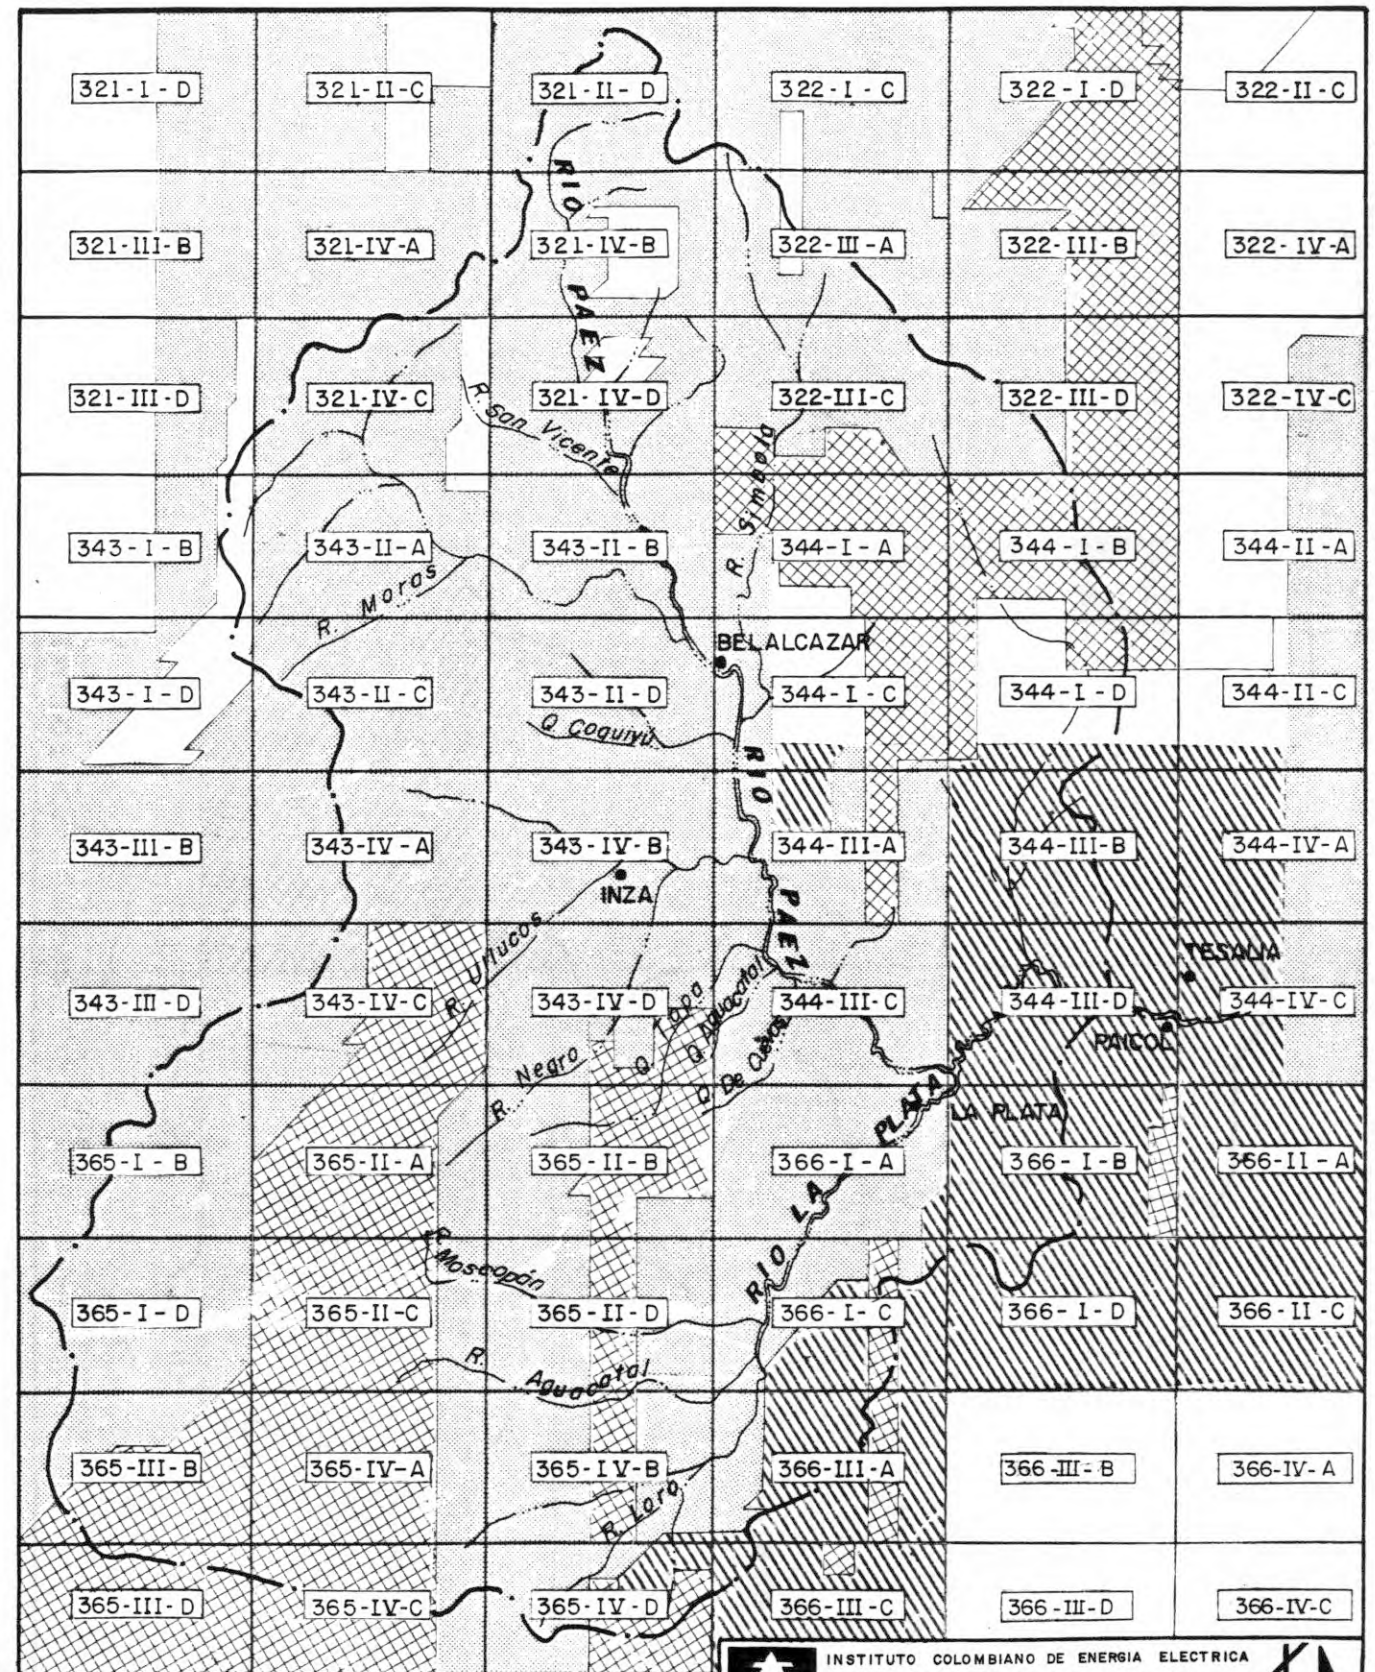 321-I-D
321-II-C
321-II-D
322-I-C
322-I-D
322-II-C
RIO PAEZ
321-III-B
321-IV-A
321-IV-B
322-III-A
322-III-B
322-IV-A
321-III-D
321-IV-C
321-IV-D
322-III-C
322-III-D
322-IV-C
R. San Vicente
R. Simbola
343-I-B
343-II-A
343-II-B
344-I-A
344-I-B
344-II-A
R. Moras
BELALCAZAR
343-I-D
343-II-C
343-II-D
344-I-C
344-I-D
344-II-C
Q Coquiyú
RIO PAEZ
343-III-B
343-IV-A
343-IV-B
344-III-A
344-III-B
344-IV-A
INZA
R. Ullucos
TESALIA
343-III-D
343-IV-C
343-IV-D
344-III-C
344-III-D
344-IV-C
Q. Topa
Q Aguacatal
Q De Cuevas
PAICOL
R. Negro
RIO LA PLATA
LA PLATA
365-I-B
365-II-A
365-II-B
366-I-A
366-I-B
366-II-A
R. Moscopán
365-I-D
365-II-C
365-II-D
366-I-C
366-I-D
366-II-C
R. Aguacatal
365-III-B
365-IV-A
365-IV-B
366-III-A
366-III-B
366-IV-A
R. Loro
365-III-D
365-IV-C
365-IV-D
366-III-C
366-III-D
366-IV-C
INSTITUTO COLOMBIANO DE ENERGIA ELECTRICA